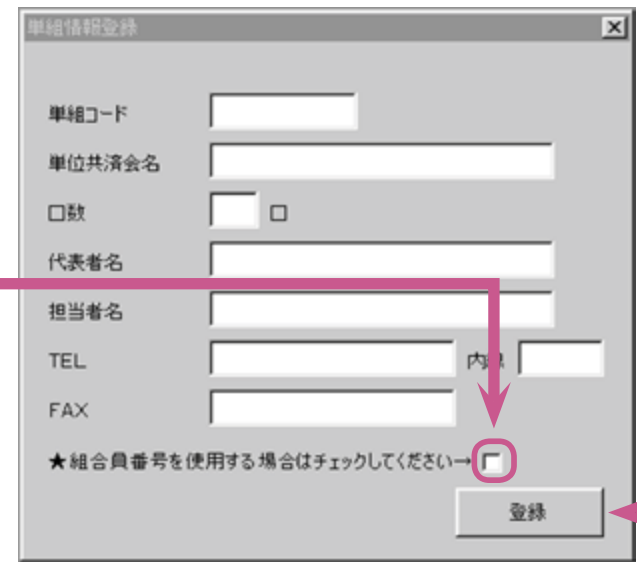 単組情報登録
単組コード
単位共済会名
口数 口
代表者名
担当者名
TEL 内線
FAX
★組合員番号を使用する場合はチェックしてください→
登録